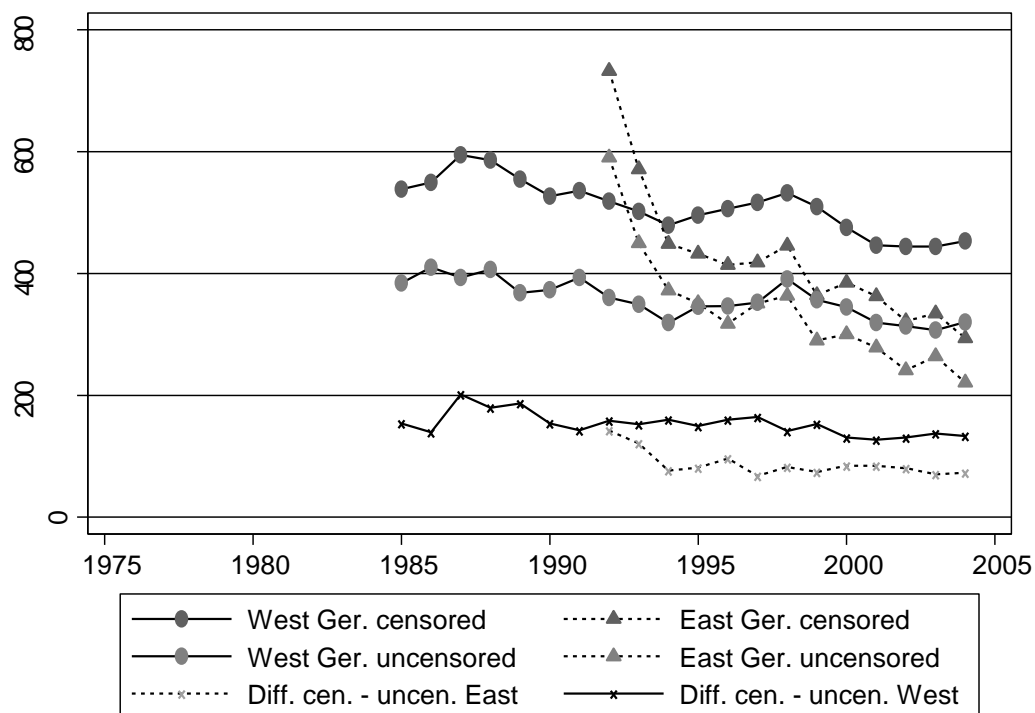 800
600
400
200
0
1975 1980 1985 1990 1995 2000 2005
West Ger. censored East Ger. censored
West Ger. uncensored East Ger. uncensored
Diff. cen. - uncen. East Diff. cen. - uncen. West